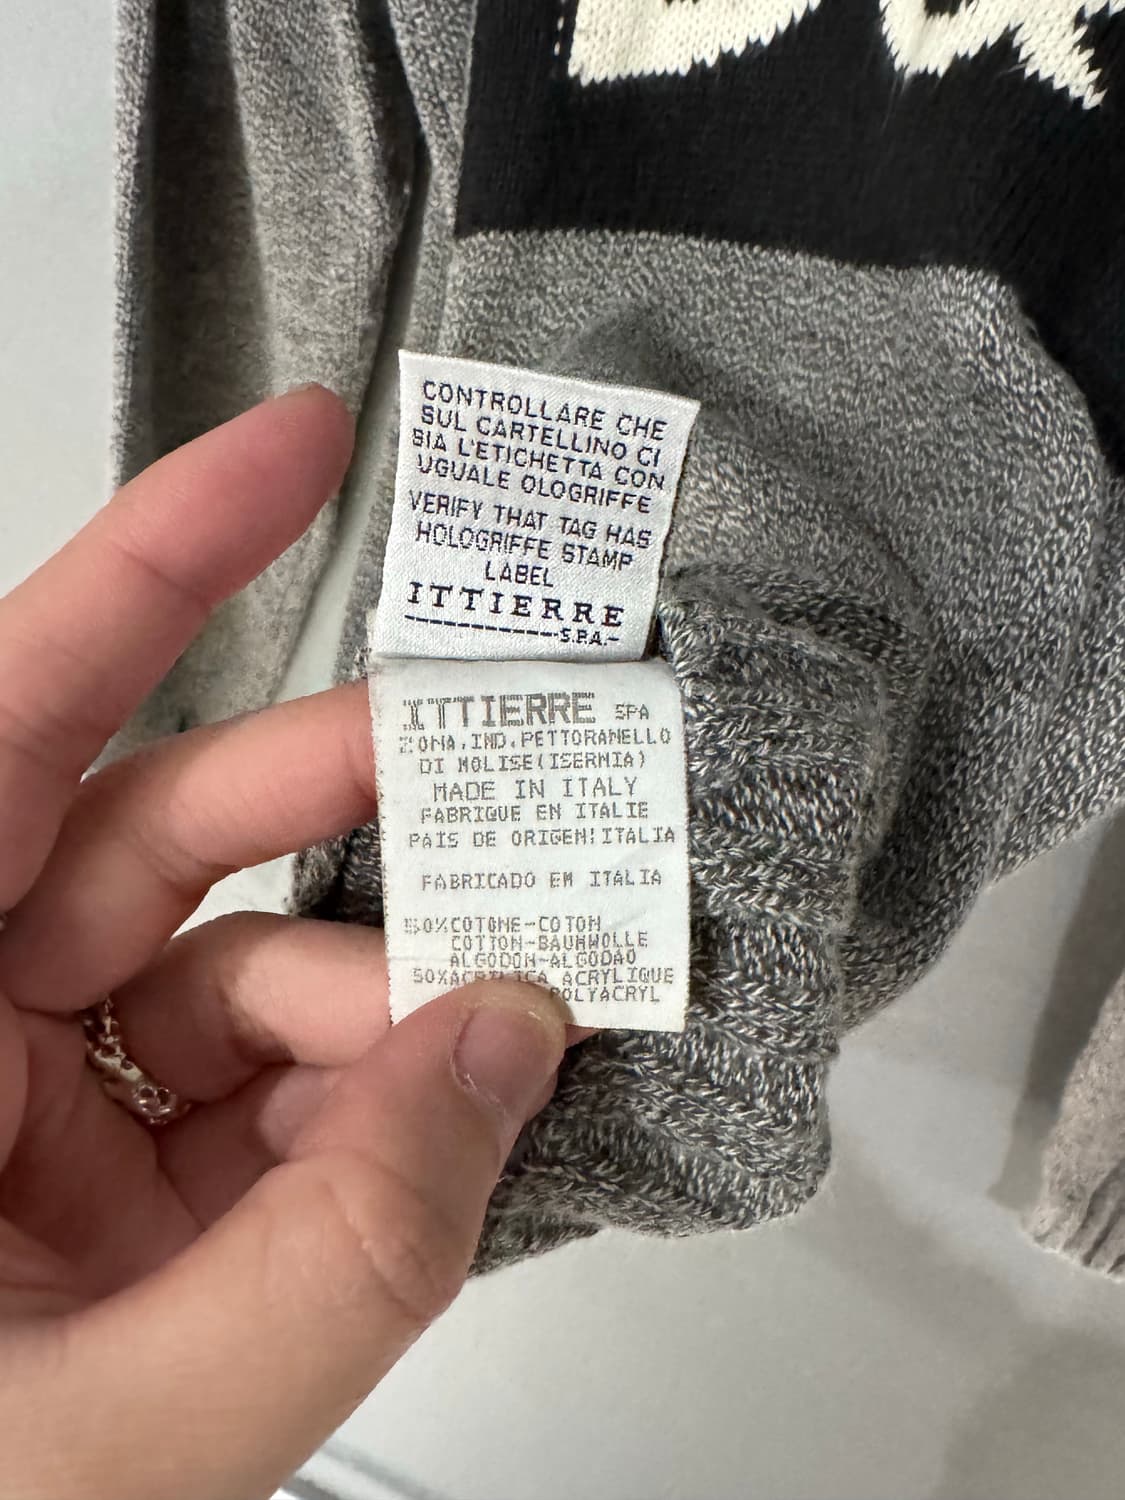 CONTROLLARE CHE
SUL CARTELLINO CI
SIA L'ETICHETTA CON
UGUALE OLOGRIFFE
VERIFY THAT TAG HAS
HOLOGRIFFE STAMP
LABEL
ITTIERRE
S.P.A.
ITTIERRE SPA
ZONA.IND.PETTORANELLO
DI MOLISE(ISERNIA)
MADE IN ITALY
FABRIQUE EN ITALIE
PAIS DE ORIGEN:ITALIA
FABRICADO EM ITALIA
50%COTONE-COTON
COTTON-BAUMWOLLE
ALGODON-ALGODAO
50%ACRILICA ACRYLIQUE
POLYACRYL